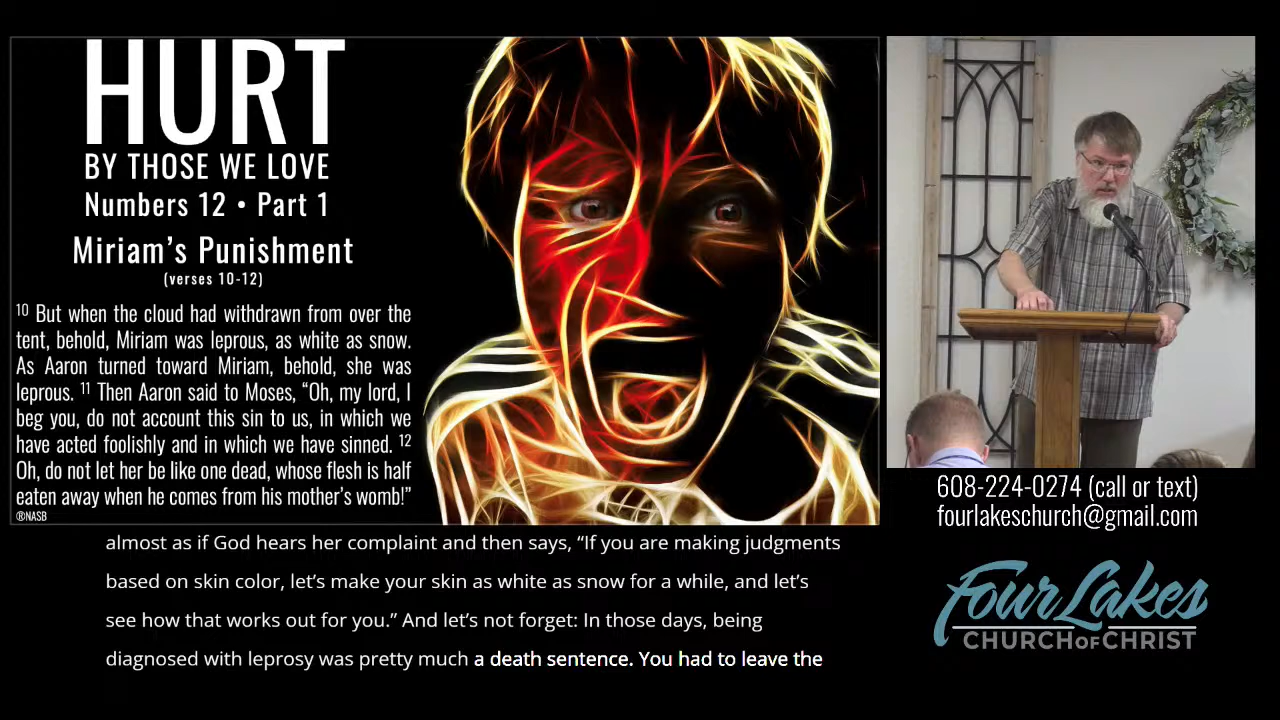 HURT
BY THOSE WE LOVE
Numbers 12 • Part 1
Miriam’s Punishment
(verses 10-12)
10 But when the cloud had withdrawn from over the
tent, behold, Miriam was leprous, as white as snow.
As Aaron turned toward Miriam, behold, she was
leprous. 11 Then Aaron said to Moses, “Oh, my lord, I
beg you, do not account this sin to us, in which we
have acted foolishly and in which we have sinned. 12
Oh, do not let her be like one dead, whose flesh is half
eaten away when he comes from his mother's womb!”
®NASB
almost as if God hears her complaint and then says, “If you are making judgments
based on skin color, let’s make your skin as white as snow for a while, and let’s
see how that works out for you.” And let’s not forget: In those days, being
diagnosed with leprosy was pretty much a death sentence. You had to leave the
608-224-0274 (call or text)
fourlakeschurch@gmail.com
Four Lakes
CHURCH OF CHRIST